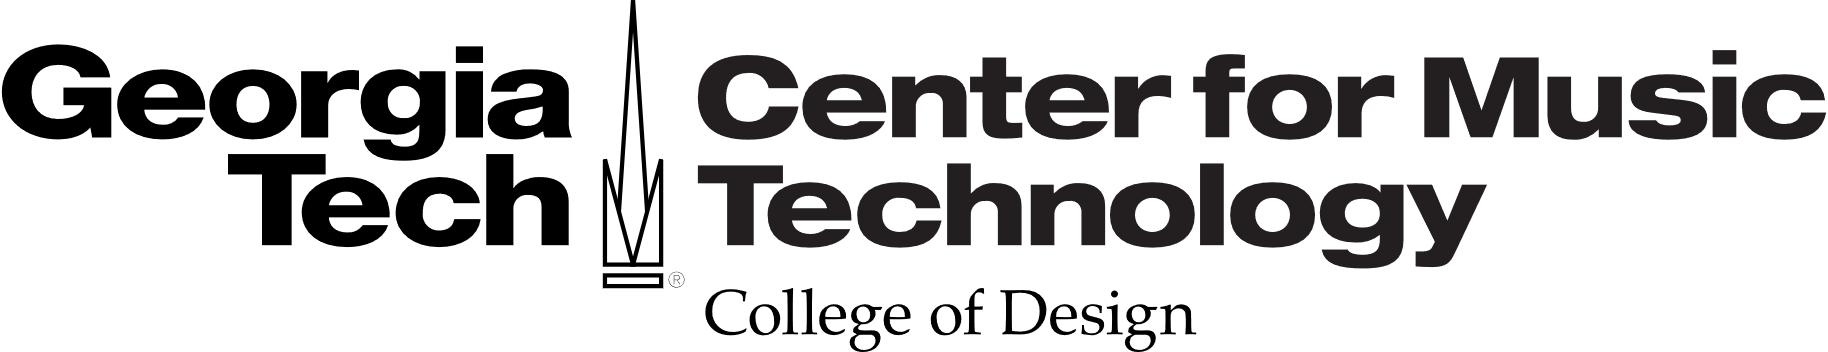 Georgia
Tech
®
Center for Music
Technology
College of Design